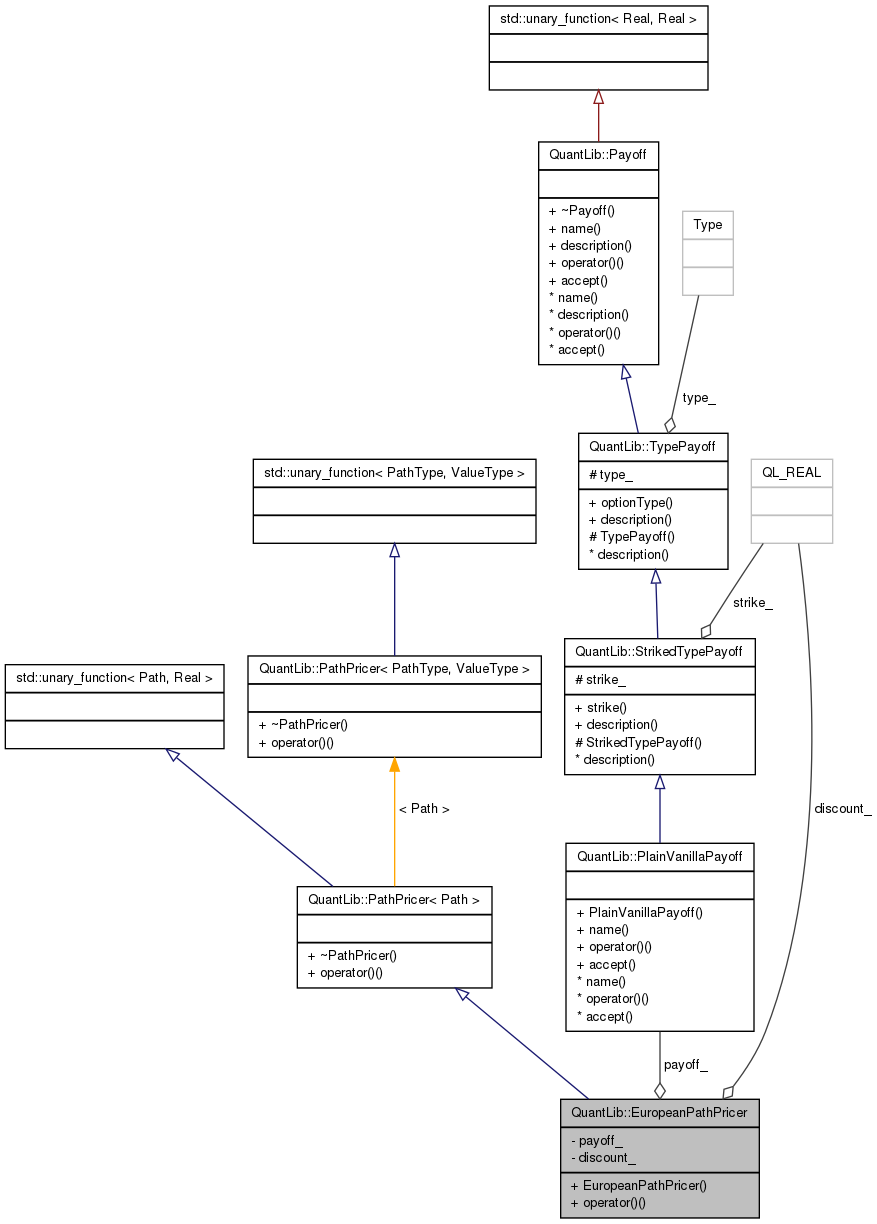 std::unary_function< Real, Real >
QuantLib::Payoff
+ ~Payoff()
+ name()
+ description()
+ operator()()
+ accept()
* name()
* description()
* operator()()
* accept()
Type
type_
QuantLib::TypePayoff
# type_
+ optionType()
+ description()
# TypePayoff()
* description()
std::unary_function< PathType, ValueType >
QL_REAL
strike_
QuantLib::StrikedTypePayoff
# strike_
+ strike()
+ description()
# StrikedTypePayoff()
* description()
QuantLib::PathPricer< PathType, ValueType >
+ ~PathPricer()
+ operator()()
std::unary_function< Path, Real >
< Path >
discount_
QuantLib::PlainVanillaPayoff
+ PlainVanillaPayoff()
+ name()
+ operator()()
+ accept()
* name()
* operator()()
* accept()
QuantLib::PathPricer< Path >
+ ~PathPricer()
+ operator()()
payoff_
QuantLib::EuropeanPathPricer
- payoff_
- discount_
+ EuropeanPathPricer()
+ operator()()